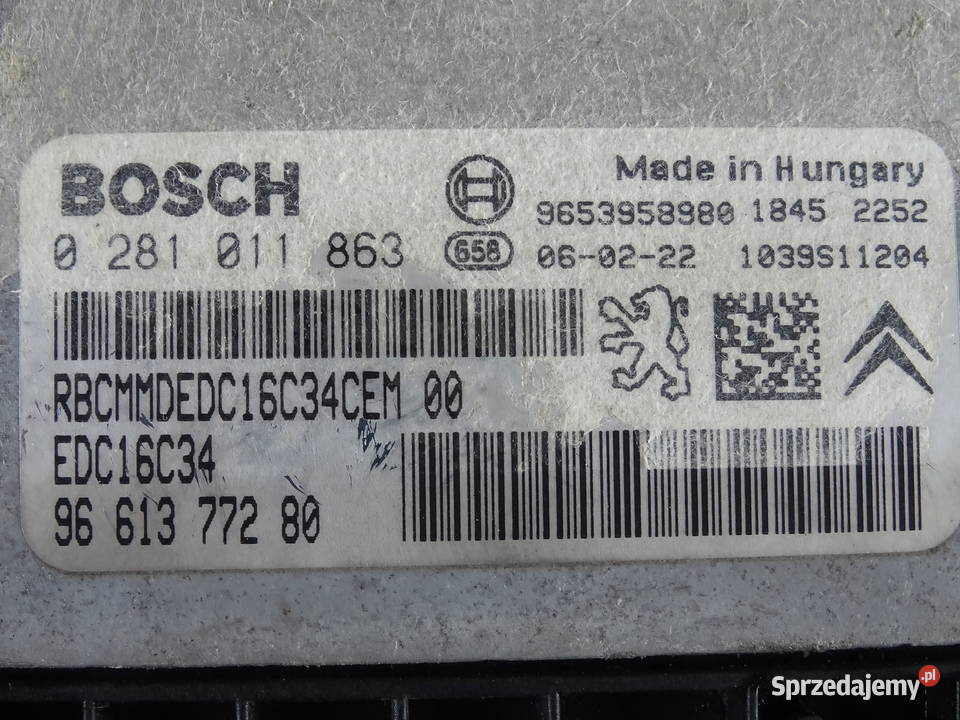 BOSCH
Made in Hungary
9653958980 1845 2252
0 281 011 863
658
06-02-22 1039S11204
RBCMMDEDC16C34CEM 00
EDC16C34
96 613 772 80
Sprzedajemy.pl